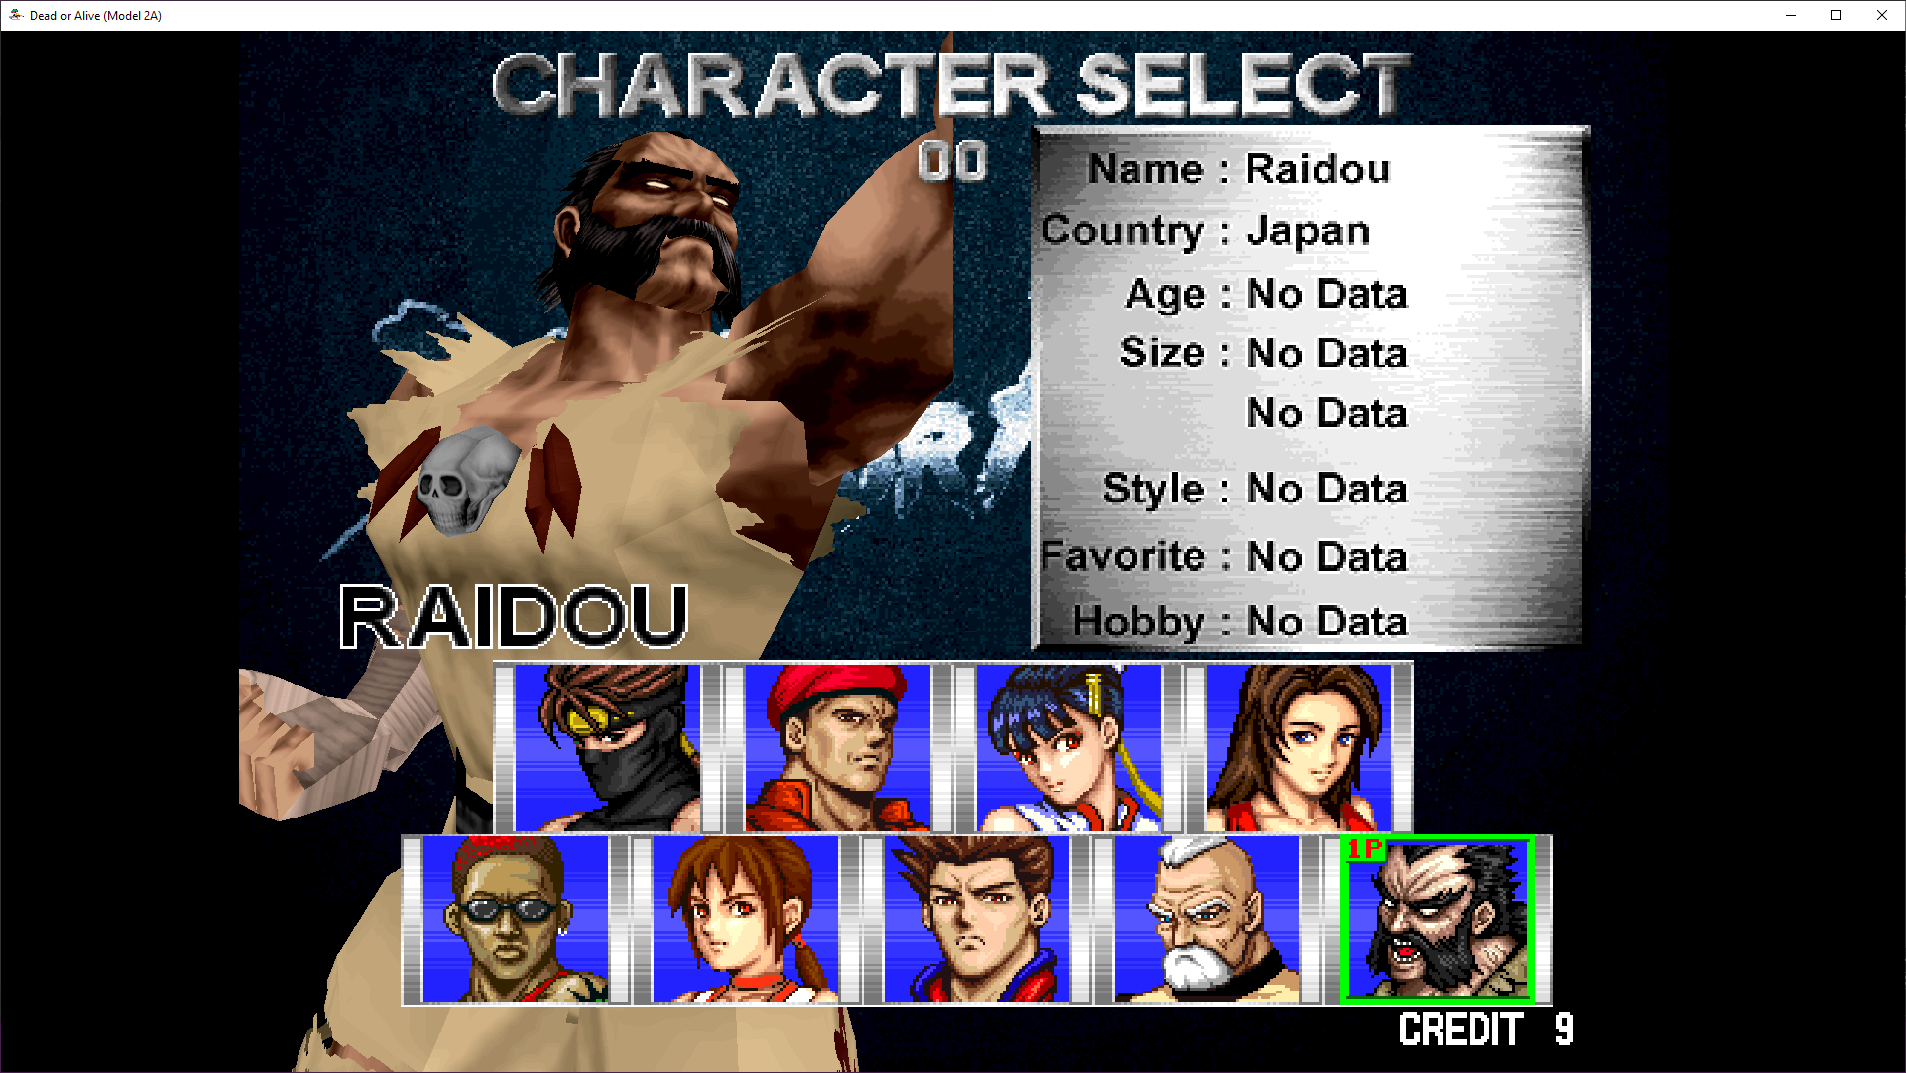 Dead or Alive (Model 2A)
CHARACTER SELECT
00
Name : Raidou
Country : Japan
Age : No Data
Size : No Data
No Data
Style : No Data
Favorite : No Data
Hobby : No Data
RAIDOU
1P
CREDIT 9